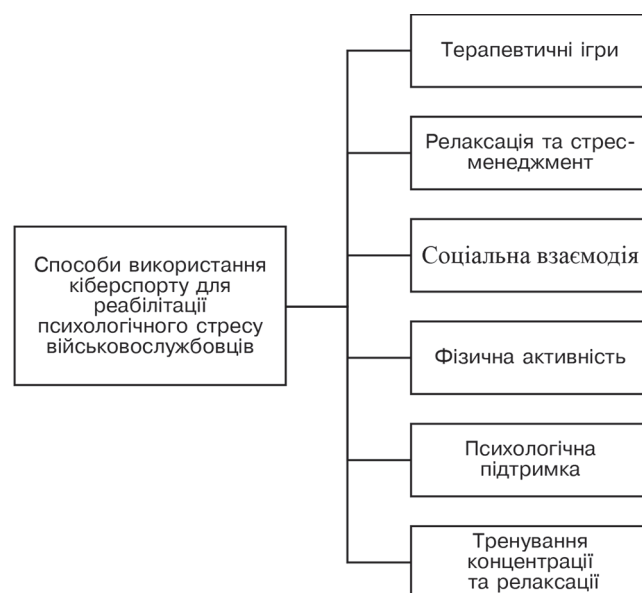 Терапевтичні ігри
Релаксація та стрес-
менеджмент
Способи використання
кіберспорту для
реабілітації
психологічного стресу
військовослужбовців
Соціальна взаємодія
Фізична активність
Психологічна
підтримка
Тренування
концентрації
та релаксації